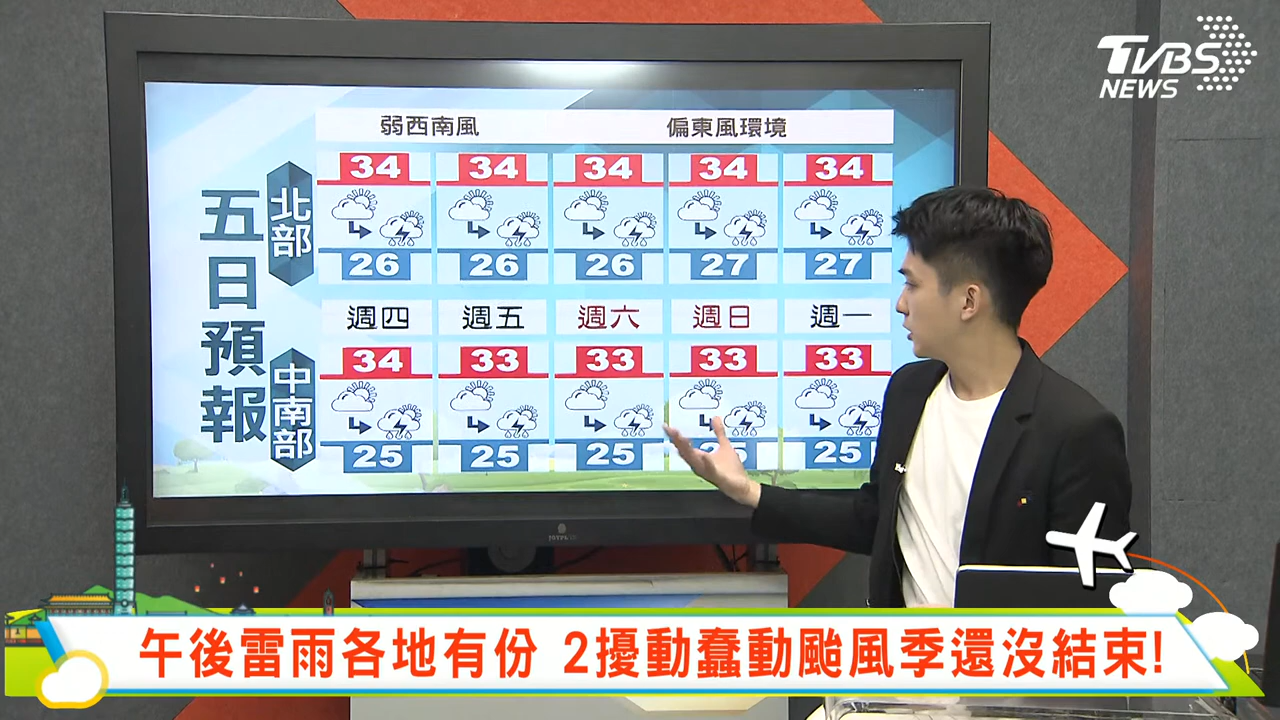 TVBS
NEWS
弱西南風 偏東風環境
五日預報
北部
34 34 34 34 34
26 26 26 27 27
週四 週五 週六 週日 週一
中南部
34 33 33 33 33
25 25 25 25 25
午後雷雨各地有份 2擾動蠢動颱風季還沒結束!